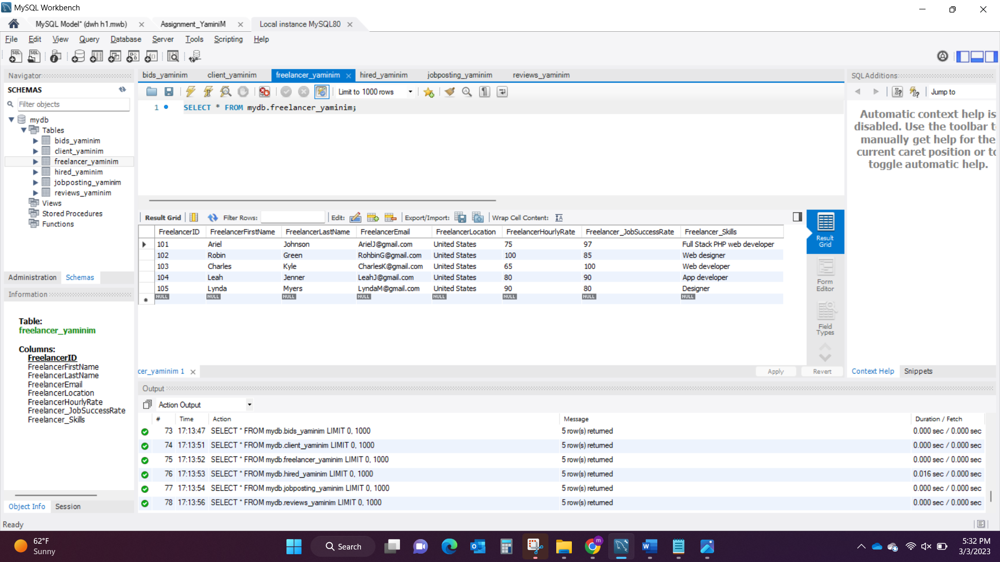 MySQL Workbench
MySQL Model* (dwh h1.mwb)
Assignment_YaminiM
Local instance MySQL80
File Edit View Query Database Server Tools Scripting Help
Navigator
SCHEMAS
Filter objects
mydb
Tables
bids_yaminim
client_yaminim
freelancer_yaminim
hired_yaminim
jobposting_yaminim
reviews_yaminim
Views
Stored Procedures
Functions
Administration Schemas
Information
Table:
freelancer_yaminim
Columns:
FreelancerID
FreelancerFirstName
FreelancerLastName
FreelancerEmail
FreelancerLocation
FreelancerHourlyRate
Freelancer_JobSuccessRate
Freelancer_Skills
Object Info Session
bids_yaminim client_yaminim freelancer_yaminim hired_yaminim jobposting_yaminim reviews_yaminim
Limit to 1000 rows
1 SELECT * FROM mydb.freelancer_yaminim;
Result Grid Filter Rows: Edit: Export/Import: Wrap Cell Content:
FreelancerID FreelancerFirstName FreelancerLastName FreelancerEmail FreelancerLocation FreelancerHourlyRate Freelancer_JobSuccessRate Freelancer_Skills
101 Ariel Johnson ArielJ@gmail.com United States 75 97 Full Stack PHP web developer
102 Robin Green RohbinG@gmail.com United States 100 85 Web designer
103 Charles Kyle CharlesK@gmail.com United States 65 100 Web developer
104 Leah Jenner LeahJ@gmail.com United States 80 90 App developer
105 Lynda Myers LyndaM@gmail.com United States 90 80 Designer
NULL NULL NULL NULL NULL NULL NULL NULL
Result
Grid
Form
Editor
Field
Types
cer_yaminim 1
Apply Revert
SQLAdditions
Jump to
Automatic context help is
disabled. Use the toolbar t
manually get help for the
current caret position or to
toggle automatic help.
Context Help Snippets
Output
Action Output
# Time Action Message Duration / Fetch
73 17:13:47 SELECT * FROM mydb.bids_yaminim LIMIT 0, 1000 5 row(s) returned 0.000 sec / 0.000 sec
74 17:13:51 SELECT * FROM mydb.client_yaminim LIMIT 0, 1000 5 row(s) returned 0.000 sec / 0.000 sec
75 17:13:52 SELECT * FROM mydb.freelancer_yaminim LIMIT 0, 1000 5 row(s) returned 0.000 sec / 0.000 sec
76 17:13:53 SELECT * FROM mydb.hired_yaminim LIMIT 0, 1000 5 row(s) returned 0.016 sec / 0.000 sec
77 17:13:54 SELECT * FROM mydb.jobposting_yaminim LIMIT 0, 1000 5 row(s) returned 0.000 sec / 0.000 sec
78 17:13:56 SELECT * FROM mydb.reviews_yaminim LIMIT 0, 1000 5 row(s) returned 0.000 sec / 0.000 sec
Ready
62°F
Sunny
Search
m
5:32 PM
3/3/2023